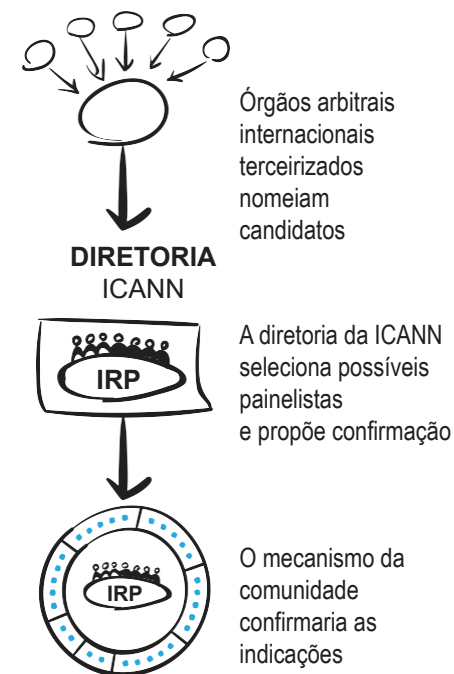 Órgãos arbitrais
internacionais
terceirizados
nomeiam
candidatos
DIRETORIA
ICANN
IRP
A diretoria da ICANN
seleciona possíveis
painelistas
e propõe confirmação
IRP
O mecanismo da
comunidade
confirmaria as
indicações